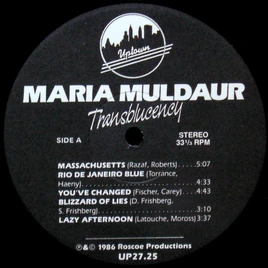 Uptown
MARIA MULDAUR
Transblucency
SIDE A
STEREO
33⅓ RPM
MASSACHUSETTS (Razaf, Roberts).....5:07
RIO DE JANEIRO BLUE (Torrance,
Haeny)..........4:43
YOU'VE CHANGED (Fischer, Carey)..4:33
BLIZZARD OF LIES (D. Frishberg,
S. Frishberg)..........3:10
LAZY AFTERNOON (Latouche, Moross) 3:37
℗&© 1986 Roscoe Productions
UP27.25